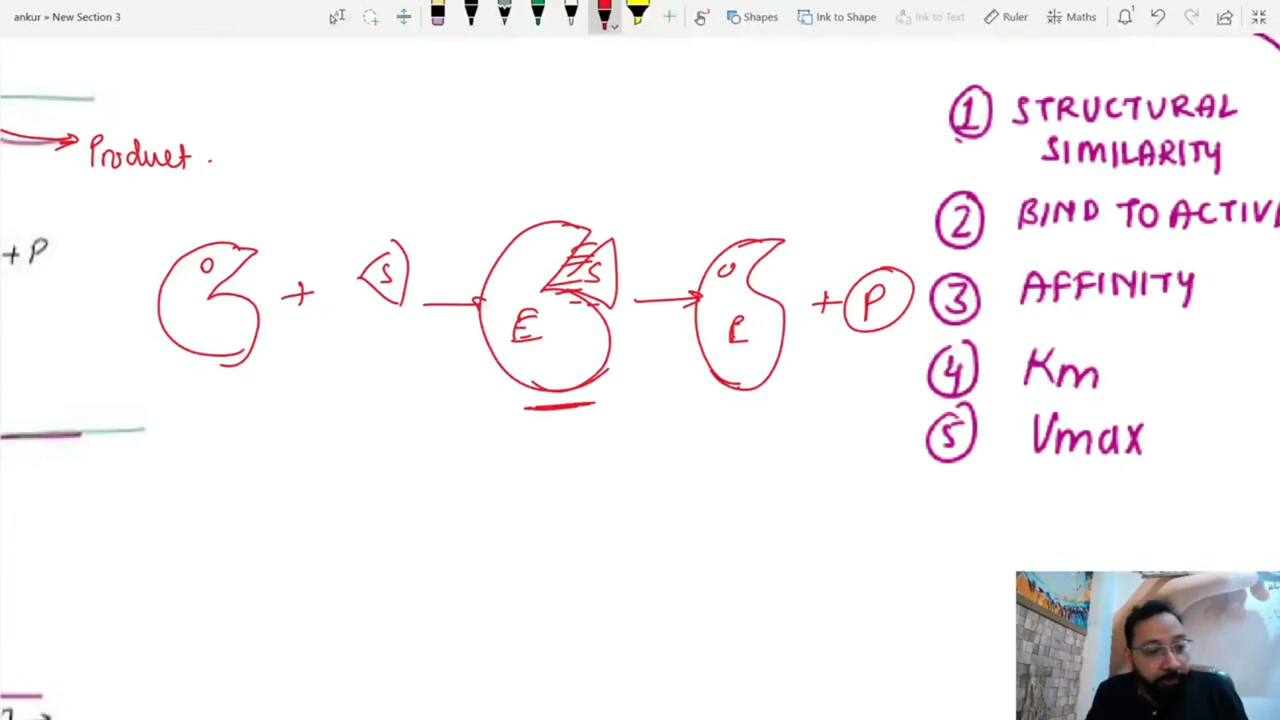 ankur » New Section 3
Shapes
Ink to Shape
Ink to Text
Ruler
Maths
Product.
+ P
+ S
E S
E
+ P
1 STRUCTURAL
SIMILARITY
2 BIND TO ACTIVE
3 AFFINITY
4 Km
5 Vmax